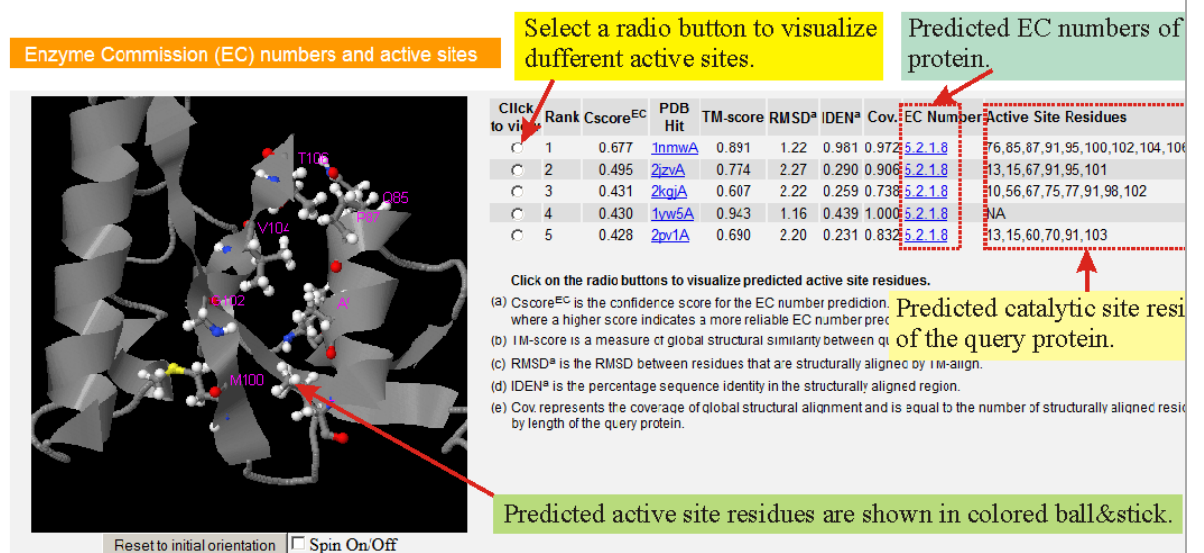 Enzyme Commission (EC) numbers and active sites
Select a radio button to visualize
dufferent active sites.
Predicted EC numbers of
protein.
Click to view Rank Cscore^EC PDB Hit TM-score RMSD^a IDEN^a Cov. EC Number Active Site Residues
1 0.677 1nmwA 0.891 1.22 0.981 0.972 5.2.1.8 76,85,87,91,95,100,102,104,106
2 0.495 2jzvA 0.774 2.27 0.290 0.906 5.2.1.8 13,15,67,91,95,101
3 0.431 2kgjA 0.607 2.22 0.259 0.738 5.2.1.8 10,56,67,75,77,91,98,102
4 0.430 1yw5A 0.943 1.16 0.439 1.000 5.2.1.8 NA
5 0.428 2pv1A 0.690 2.20 0.231 0.832 5.2.1.8 13,15,60,70,91,103
T106
Q85
P87
V104
M100
Click on the radio buttons to visualize predicted active site residues.
(a) Cscore^EC is the confidence score for the EC number prediction.
where a higher score indicates a more reliable EC number
(b) TM-score is a measure of global structural similarity between
(c) RMSD^a is the RMSD between residues that are structurally aligned by TM-align.
(d) IDEN^a is the percentage sequence identity in the structurally aligned region.
(e) Cov. represents the coverage of global structural alignment and is equal to the number of structurally aligned
by length of the query protein.
Predicted catalytic site resi
of the query protein.
Predicted active site residues are shown in colored ball&stick.
Reset to initial orientation Spin On/Off